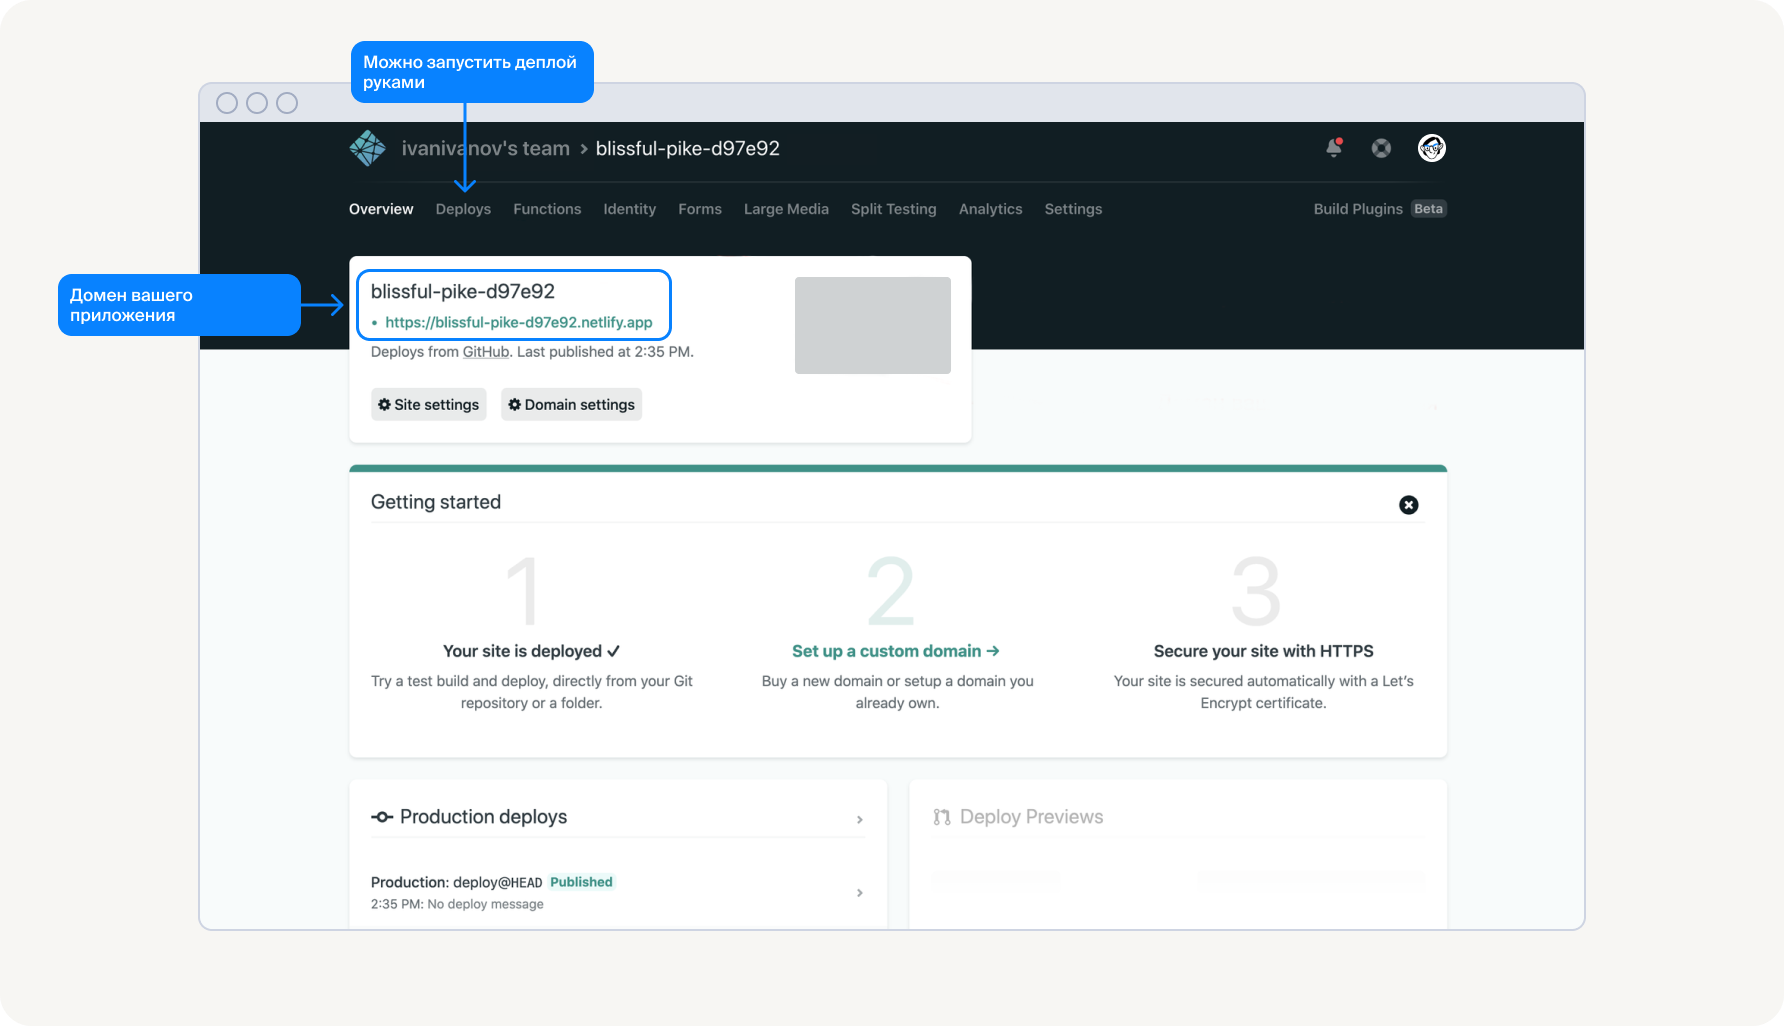 Можно запустить деплой
руками
ivanivanov's team > blissful-pike-d97e92
Overview Deploys Functions Identity Forms Large Media Split Testing Analytics Settings Build Plugins Beta
Домен вашего
приложения
blissful-pike-d97e92
• https://blissful-pike-d97e92.netlify.app
Deploys from GitHub. Last published at 2:35 PM.
Site settings Domain settings
Getting started
1 2 3
Your site is deployed ✓
Try a test build and deploy, directly from your Git
repository or a folder.
Set up a custom domain →
Buy a new domain or setup a domain you
already own.
Secure your site with HTTPS
Your site is secured automatically with a Let's
Encrypt certificate.
Production deploys
Production: deploy@HEAD Published
2:35 PM: No deploy message
Deploy Previews